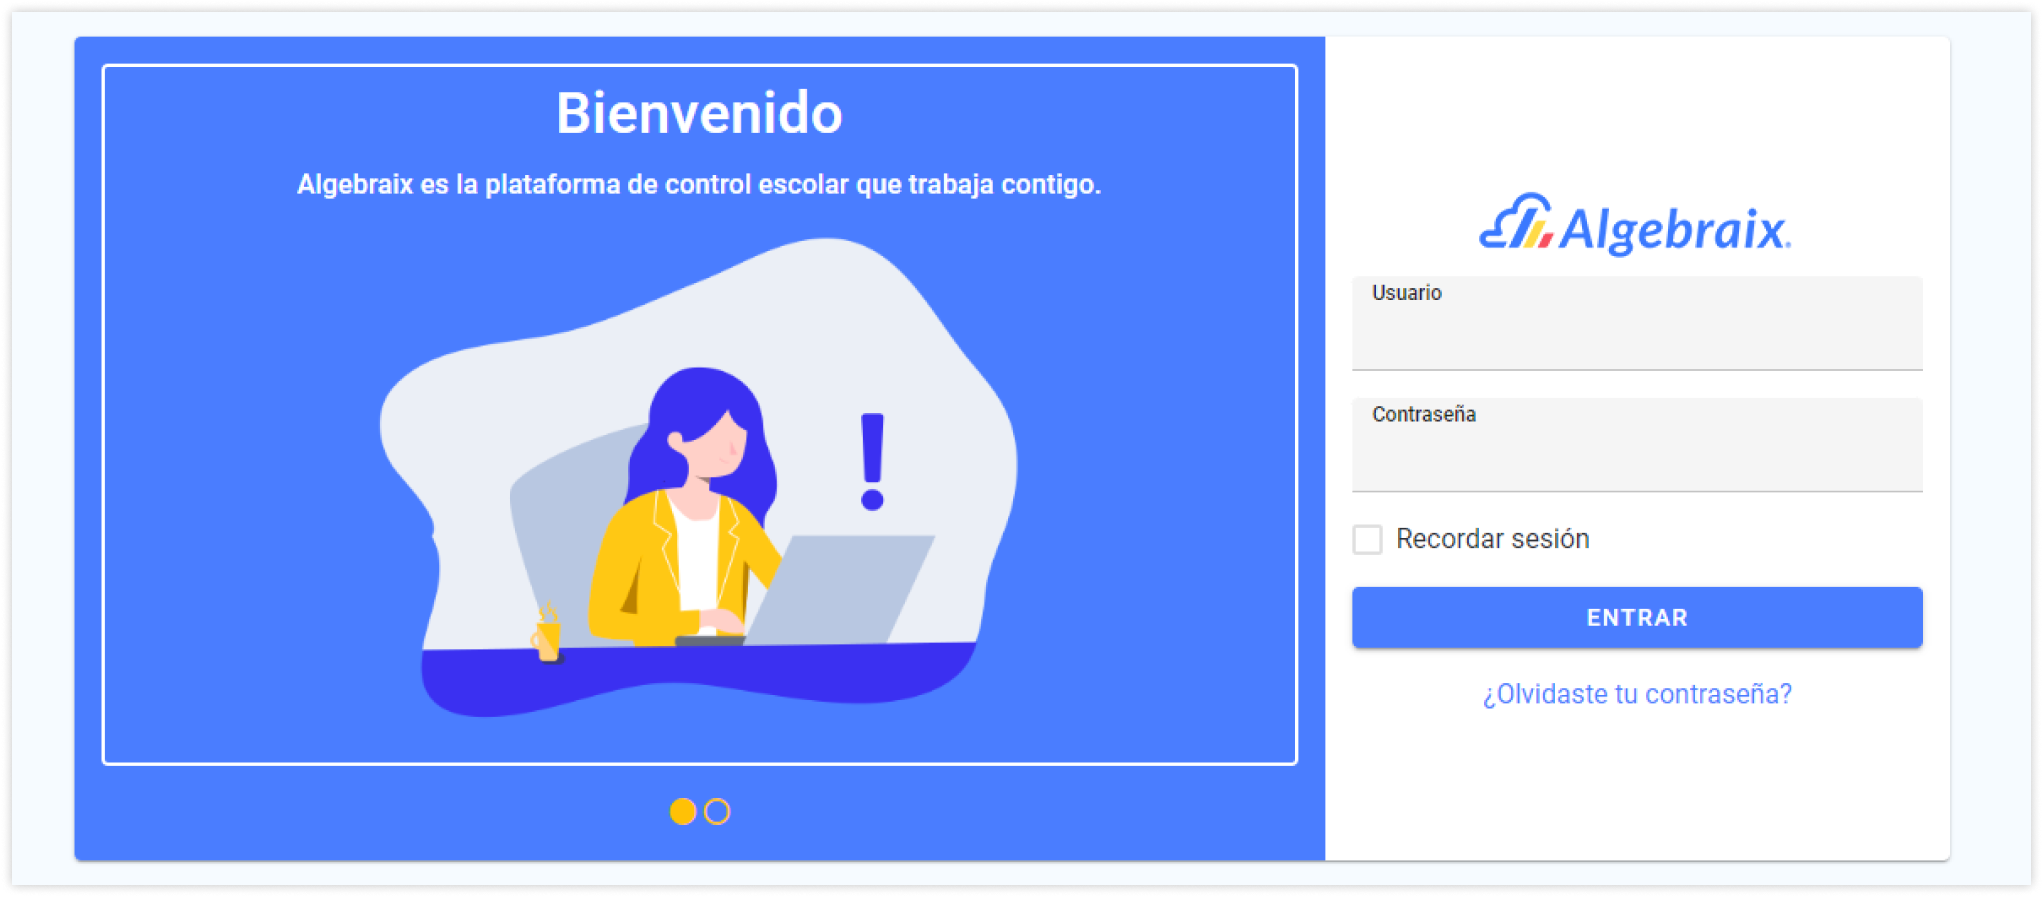 Bienvenido
Algebraix es la plataforma de control escolar que trabaja contigo.
Algebraix.
Usuario
Contraseña
Recordar sesión
ENTRAR
¿Olvidaste tu contraseña?